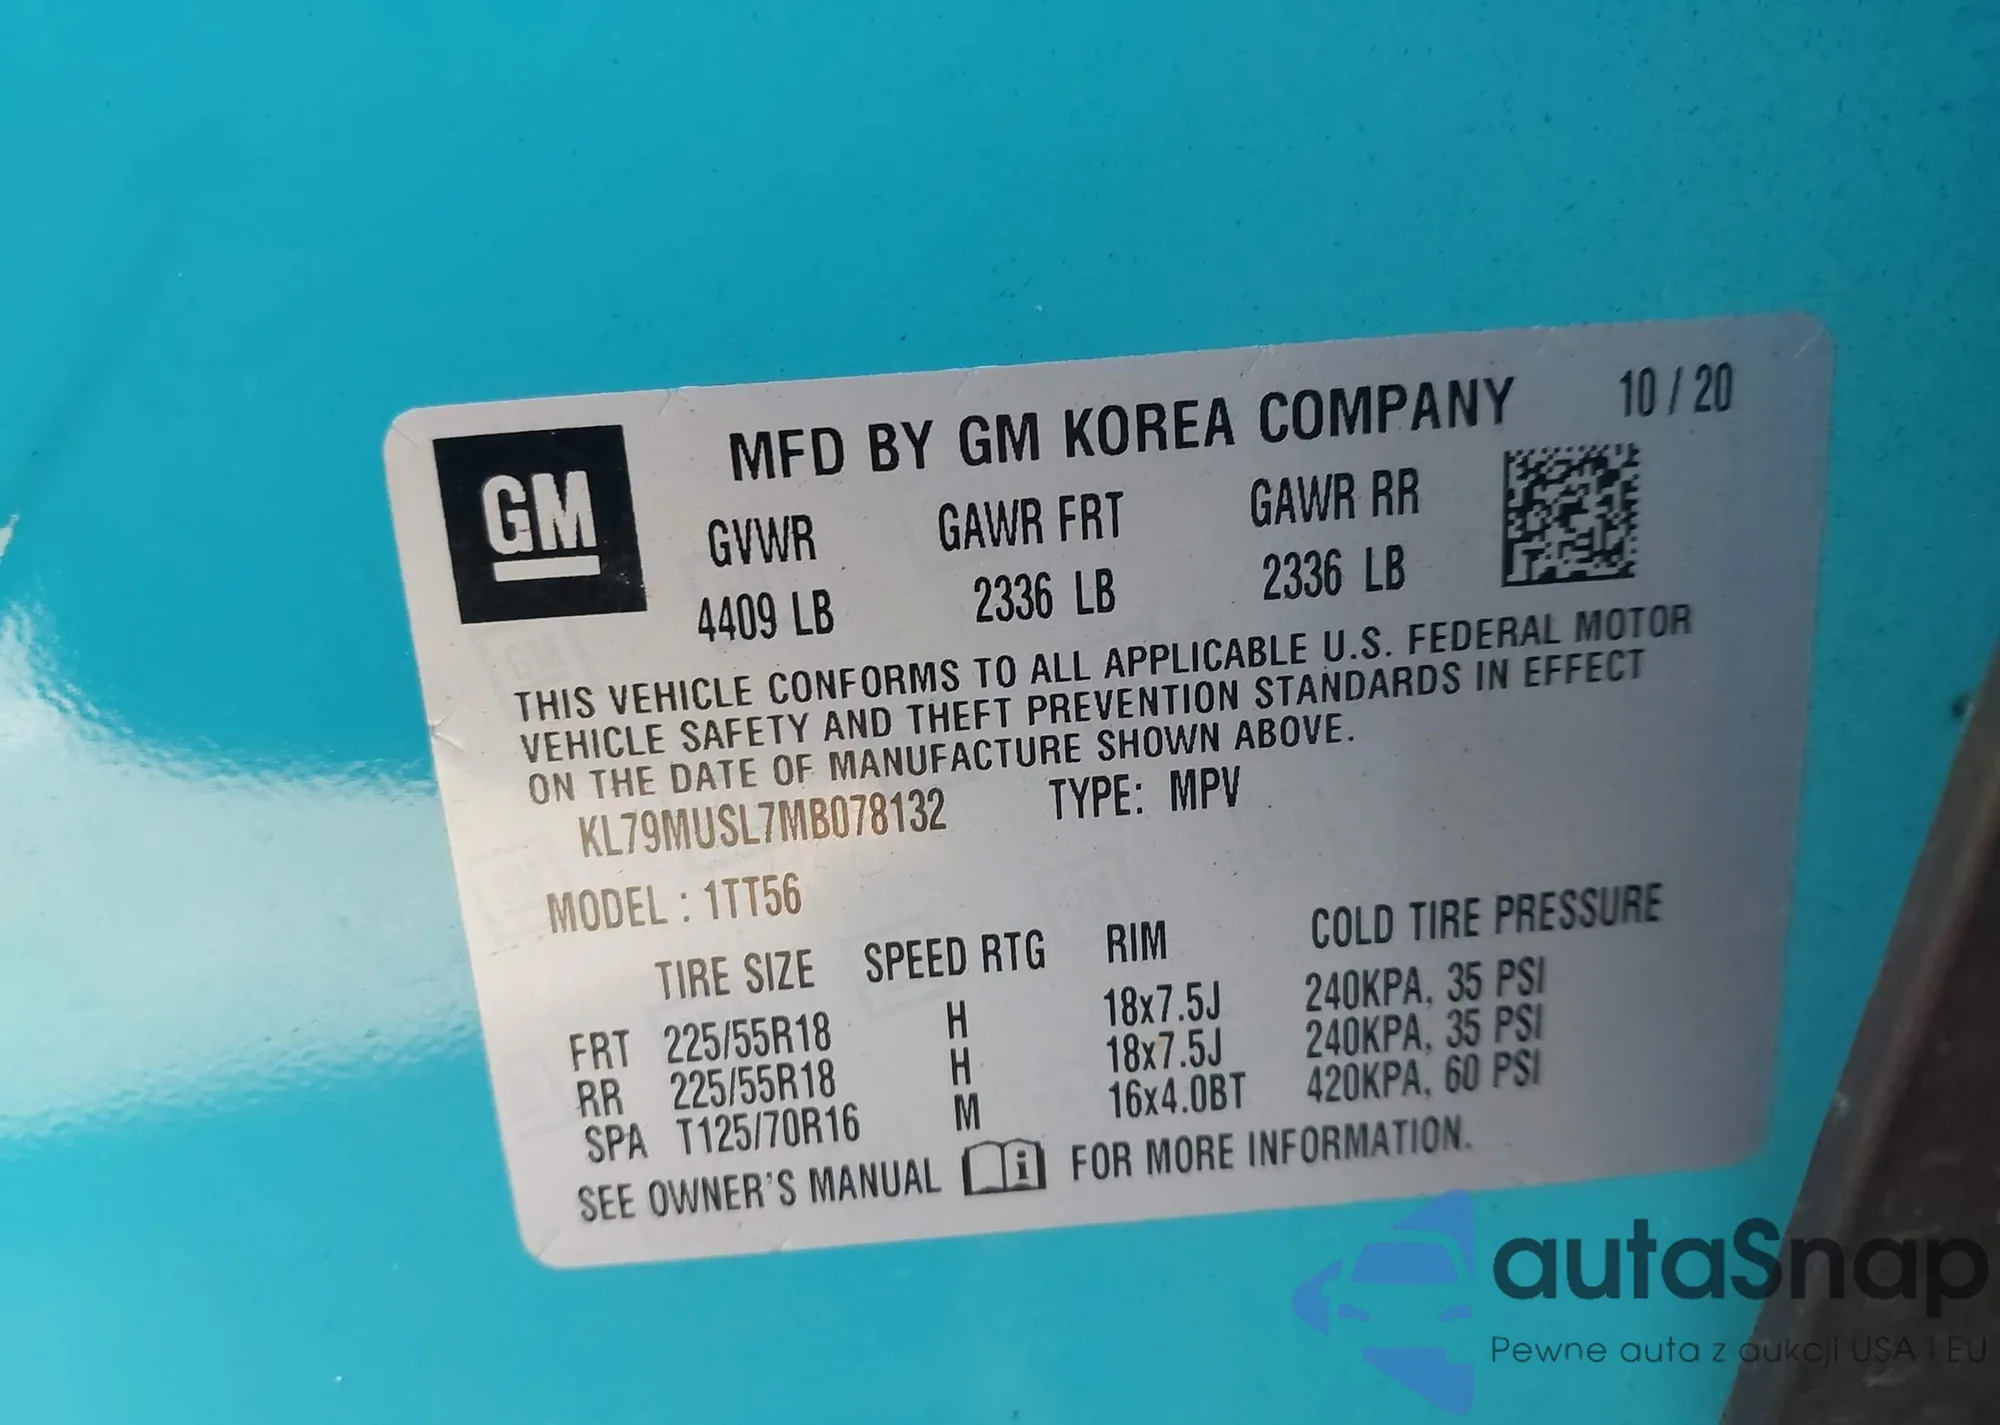 GM
MFD BY GM KOREA COMPANY 10 / 20
GVWR GAWR FRT GAWR RR
4409 LB 2336 LB 2336 LB
THIS VEHICLE CONFORMS TO ALL APPLICABLE U.S. FEDERAL MOTOR
VEHICLE SAFETY AND THEFT PREVENTION STANDARDS IN EFFECT
ON THE DATE OF MANUFACTURE SHOWN ABOVE.
KL79MUSL7MB078132 TYPE: MPV
MODEL : 1TT56
TIRE SIZE SPEED RTG RIM COLD TIRE PRESSURE
FRT 225/55R18 H 18x7.5J 240KPA, 35 PSI
RR 225/55R18 H 18x7.5J 240KPA, 35 PSI
SPA T125/70R16 M 16x4.0BT 420KPA, 60 PSI
SEE OWNER'S MANUAL i FOR MORE INFORMATION.
autaSnap
Pewne auta z aukcji USA i EU